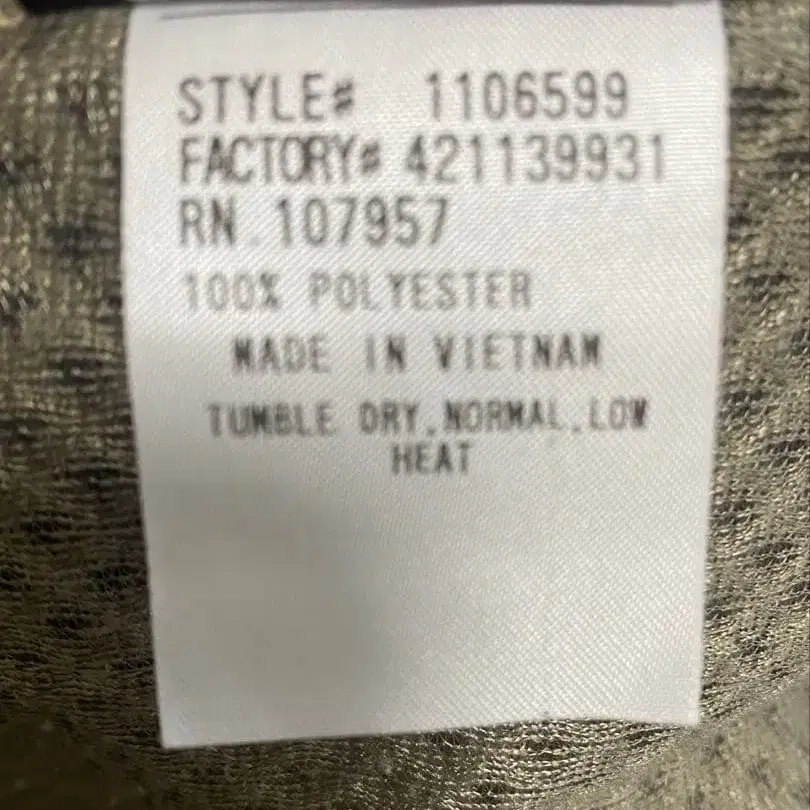 STYLE# 1106599
FACTORY# 421139931
RN.107957
100% POLYESTER
MADE IN VIETNAM
TUMBLE DRY,NORMAL,LOW
HEAT